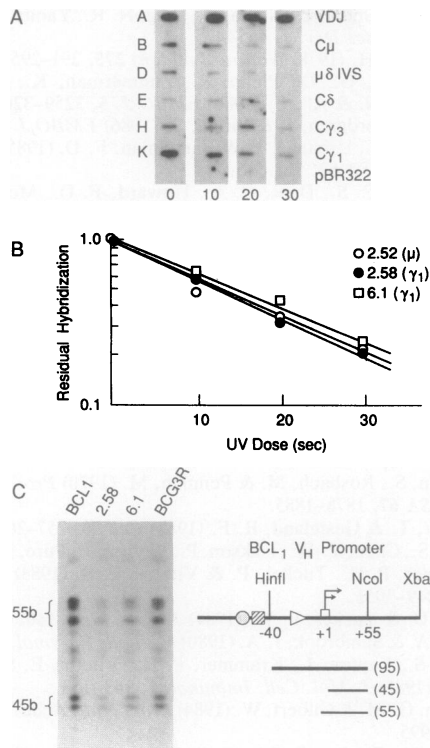 A
A VDJ
B Cμ
D μδ IVS
E Cδ
H Cγ3
K Cγ1
pBR322
0 10 20 30
B
Residual Hybridization
1.0
0.1
10 20 30
UV Dose (sec)
2.52 (μ)
2.58 (γ1)
6.1 (γ1)
C
BCL1 2.58 6.1 BCG3R
55b
45b
BCL1 VH Promoter
HinfI NcoI Xba
-40 +1 +55
(95)
(45)
(55)